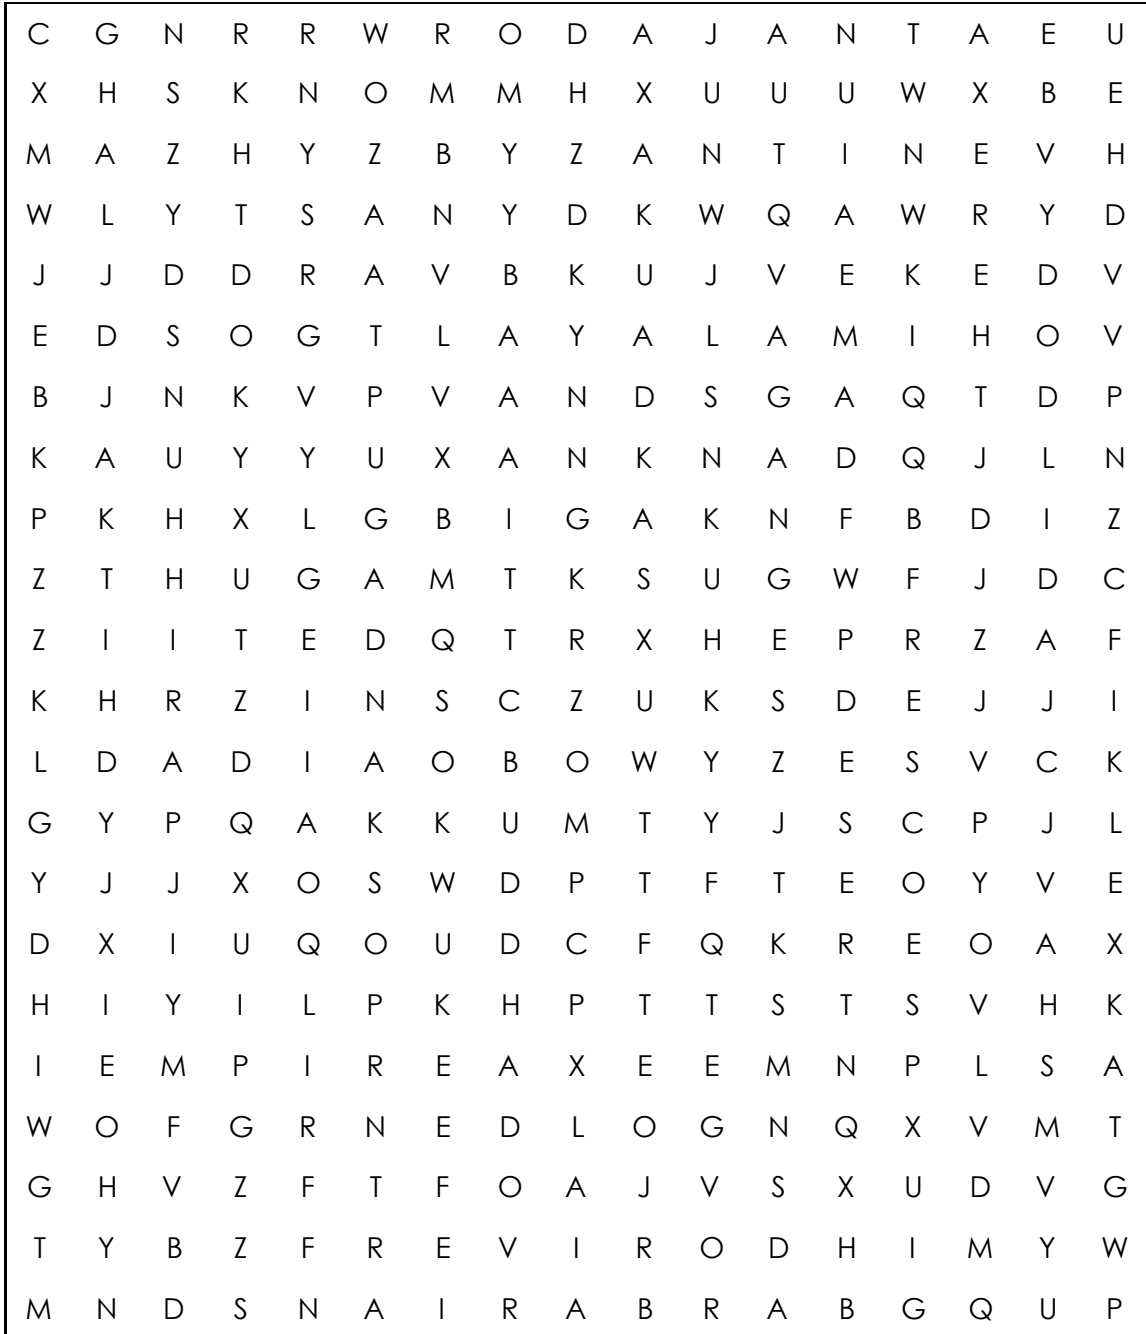 C G N R R W R O D A J A N T A E U
X H S K N O M M H X U U U W X B E
M A Z H Y Z B Y Z A N T I N E V H
W L Y T S A N Y D K W Q A W R Y D
J J D D R A V B K U J V E K E D V
E D S O G T L A Y A L A M I H O V
B J N K V P V A N D S G A Q T D P
K A U Y Y U X A N K N A D Q J L N
P K H X L G B I G A K N F B D I Z
Z T H U G A M T K S U G W F J D C
Z I I T E D Q T R X H E P R Z A F
K H R Z I N S C Z U K S D E J J I
L D A D I A O B O W Y Z E S V C K
G Y P Q A K K U M T Y J S C P J L
Y J J X O S W D P T F T E O Y V E
D X I U Q O U D C F Q K R E O A X
H I Y I L P K H P T T S T S V H K
I E M P I R E A X E E M N P L S A
W O F G R N E D L O G N Q X V M T
G H V Z F T F O A J V S X U D V G
T Y B Z F R E V I R O D H I M Y W
M N D S N A I R A B R A B G Q U P